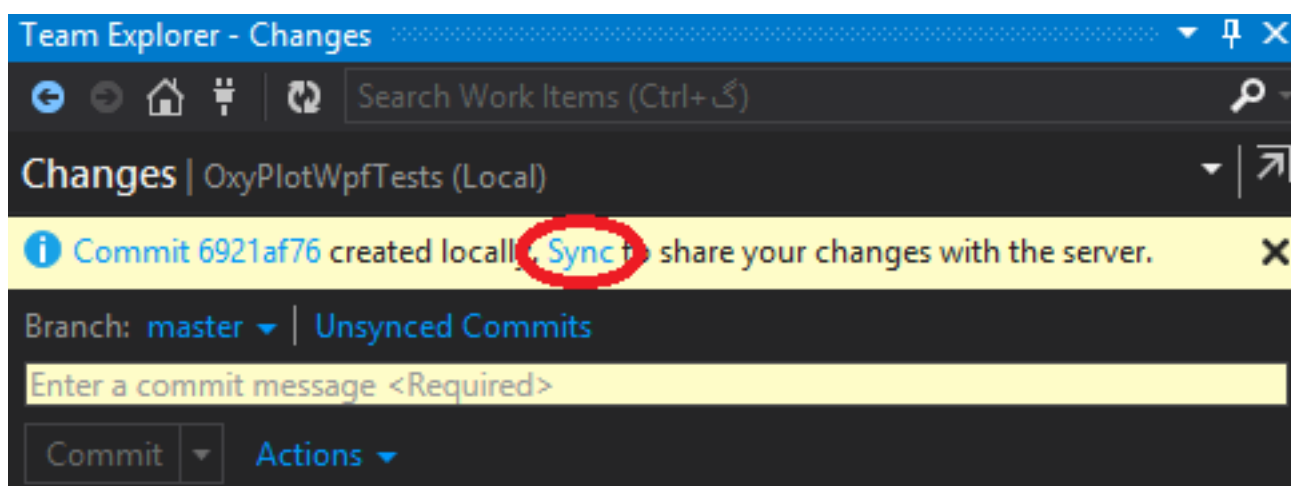 Team Explorer - Changes
Search Work Items (Ctrl+گ)
Changes | OxyPlotWpfTests (Local)
Commit 6921af76 created locally. Sync to share your changes with the server.
Branch: master | Unsynced Commits
Enter a commit message <Required>
Commit Actions